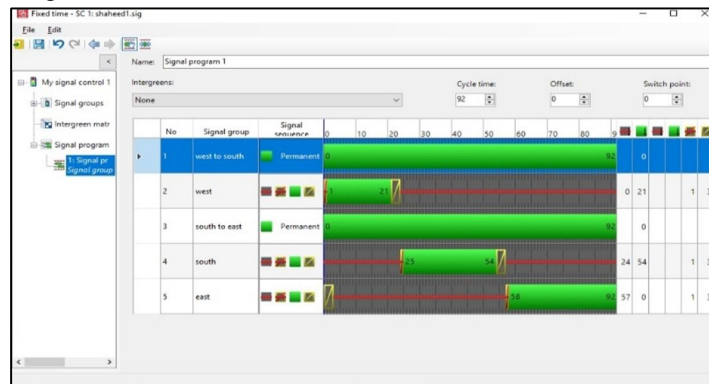 Fixed time - SC 1: shaheed1.sig
File Edit
Name: Signal program 1
My signal control 1
Signal groups
Intergreen matr
Signal program
1: Signal pr
Signal group
Intergreens: Cycle time: Offset: Switch point:
None 92 0 0
No Signal group Signal sequence 0 10 20 30 40 50 60 70 80 9
1 west to south Permanent 0 92 0
2 west 1 21 0 21 1
3 south to east Permanent 0 92 0
4 south 25 54 24 54 1
5 east 58 92 57 0 1